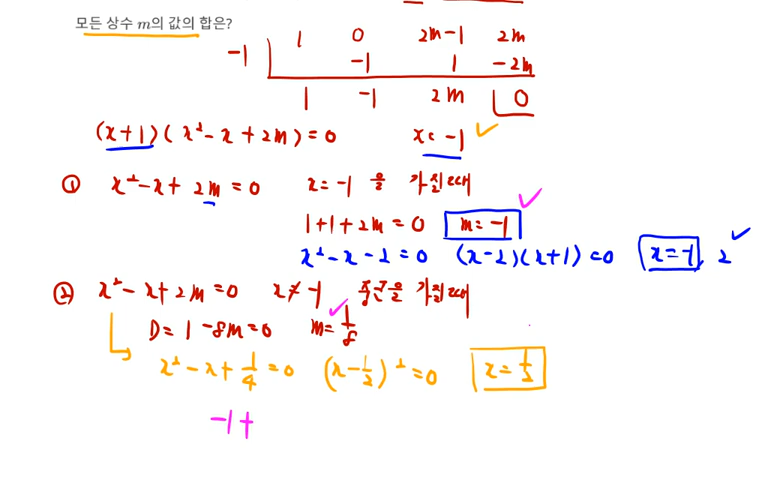 모든 상수 m의 값의 합은?
-1 | 1 0 2m-1 2m
-1 1 -2m
1 -1 2m 0
(x+1)(x²-x+2m)=0 x=-1 ✓
① x²-x+2m=0 x=-1을 가질 때
1+1+2m=0 m=-1 ✓
x²-x-2=0 (x-2)(x+1)=0 x=-1, 2 ✓
② x²-x+2m=0 x≠-1 중근을 가질 때
D=1-8m=0 m=1/8 ✓
x²-x+1/4=0 (x-1/2)²=0 x=1/2
-1+